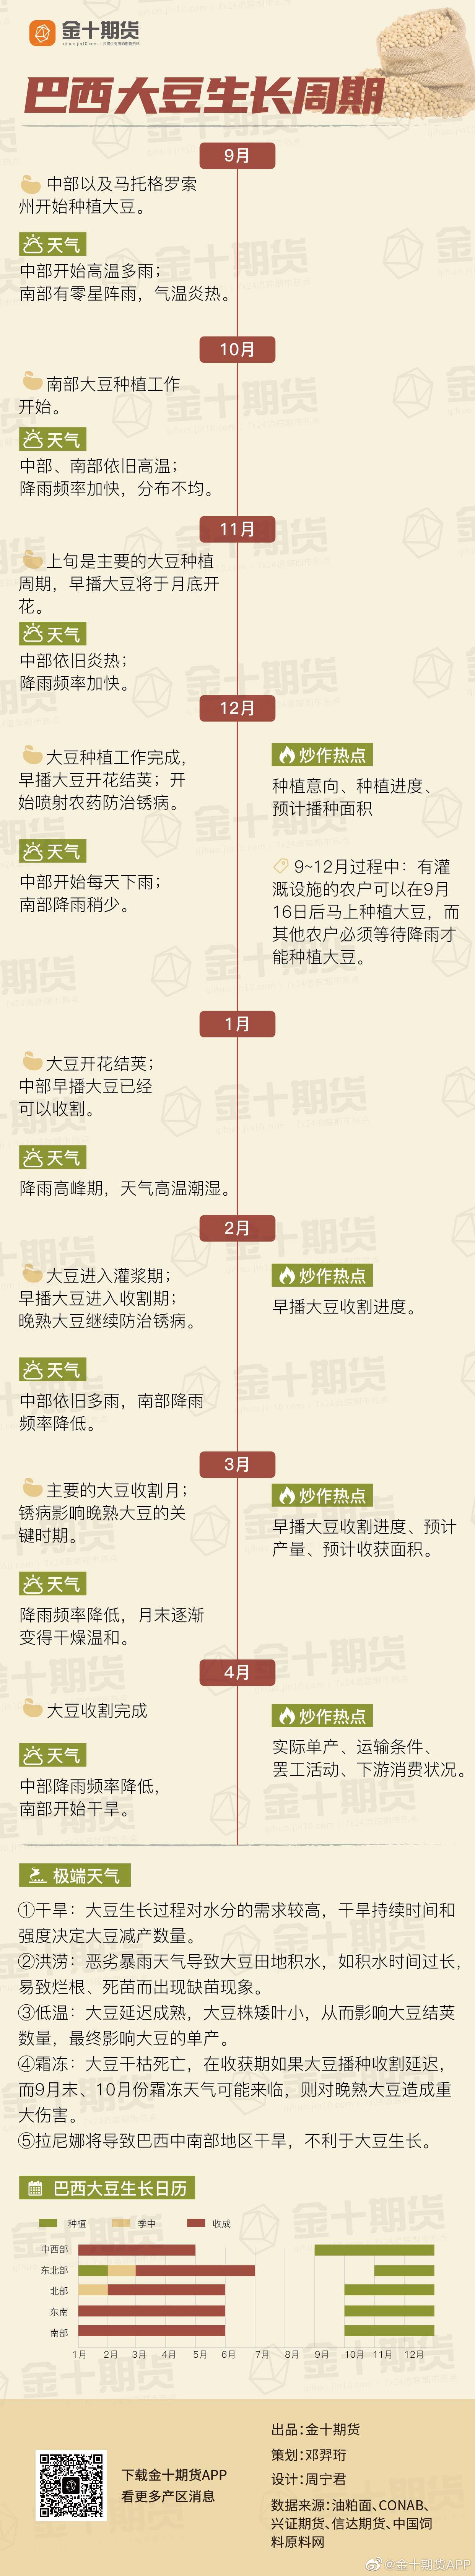 金十期货
qihuo.jin10.com | 只提供有用的期货资讯
巴西大豆生长周期
9月
中部以及马托格罗索
州开始种植大豆。
天气
中部开始高温多雨；
南部有零星阵雨，气温炎热。
10月
南部大豆种植工作
开始。
天气
中部、南部依旧高温；
降雨频率加快，分布不均。
11月
上旬是主要的大豆种植
周期，早播大豆将于月底开
花。
天气
中部依旧炎热；
降雨频率加快。
12月
大豆种植工作完成，
早播大豆开花结荚；开
始喷射农药防治锈病。
天气
中部开始每天下雨；
南部降雨稍少。
炒作热点
种植意向、种植进度、
预计播种面积
9~12月过程中：有灌
溉设施的农户可以在9月
16日后马上种植大豆，而
其他农户必须等待降雨才
能种植大豆。
1月
大豆开花结荚；
中部早播大豆已经
可以收割。
天气
降雨高峰期，天气高温潮湿。
2月
大豆进入灌浆期；
早播大豆进入收割期；
晚熟大豆继续防治锈病。
天气
中部依旧多雨，南部降雨
频率降低。
炒作热点
早播大豆收割进度。
3月
主要的大豆收割月；
锈病影响晚熟大豆的关
键时期。
天气
降雨频率降低，月末逐渐
变得干燥温和。
炒作热点
早播大豆收割进度、预计
产量、预计收获面积。
4月
大豆收割完成
天气
中部降雨频率降低，
南部开始干旱。
炒作热点
实际单产、运输条件、
罢工活动、下游消费状况。
极端天气
①干旱：大豆生长过程对水分的需求较高，干旱持续时间和
强度决定大豆减产数量。
②洪涝：恶劣暴雨天气导致大豆田地积水，如积水时间过长，
易致烂根、死苗而出现缺苗现象。
③低温：大豆延迟成熟，大豆株矮叶小，从而影响大豆结荚
数量，最终影响大豆的单产。
④霜冻：大豆干枯死亡，在收获期如果大豆播种收割延迟，
而9月末、10月份霜冻天气可能来临，则对晚熟大豆造成重
大伤害。
⑤拉尼娜将导致巴西中南部地区干旱，不利于大豆生长。
巴西大豆生长日历
种植 季中 收成
中西部
东北部
北部
东南
南部
1月 2月 3月 4月 5月 6月 7月 8月 9月 10月 11月 12月
下载金十期货APP
看更多产区消息
出品：金十期货
策划：邓羿珩
设计：周宁君
数据来源：油粕面、CONAB、
兴证期货、信达期货、中国饲
料原料网
@金十期货APP